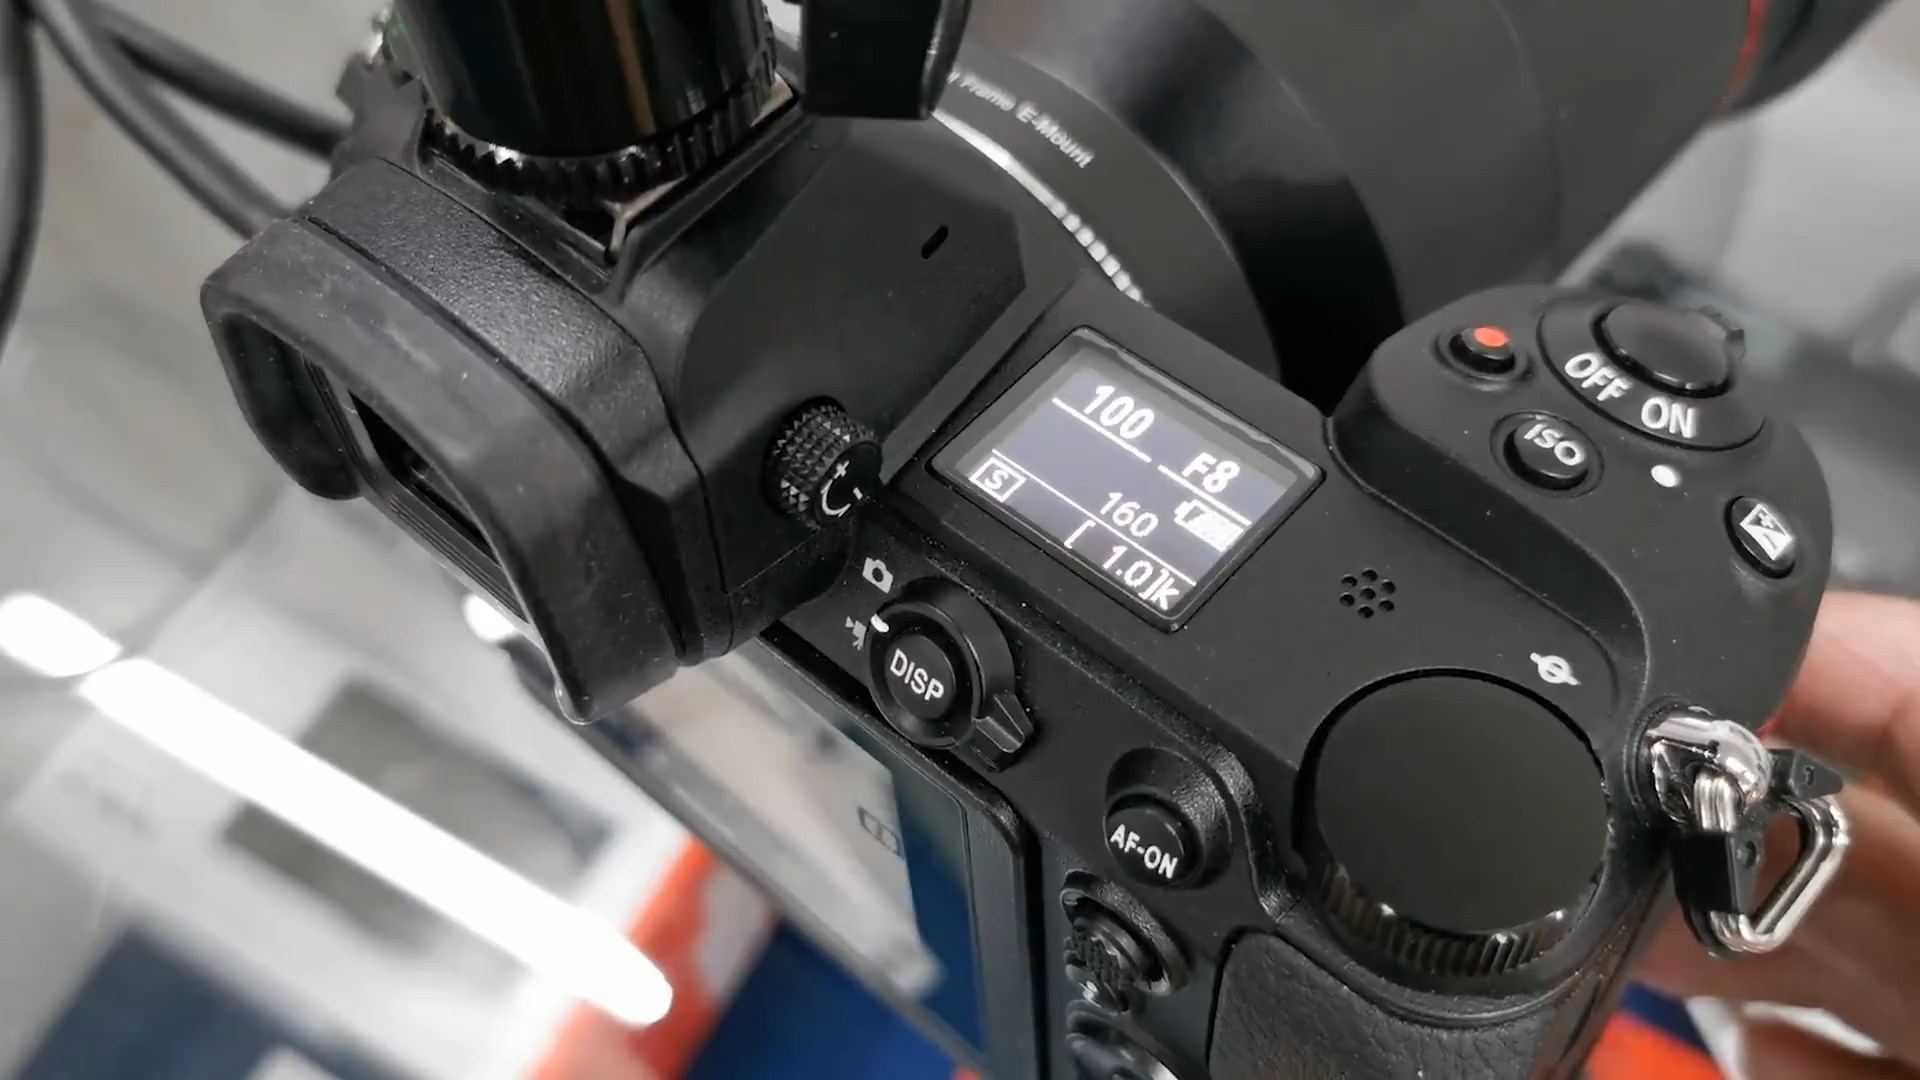 Frame E-Mount
OFF ON
ISO
100
F8
S
160
[1.0]k
DISP
AF-ON